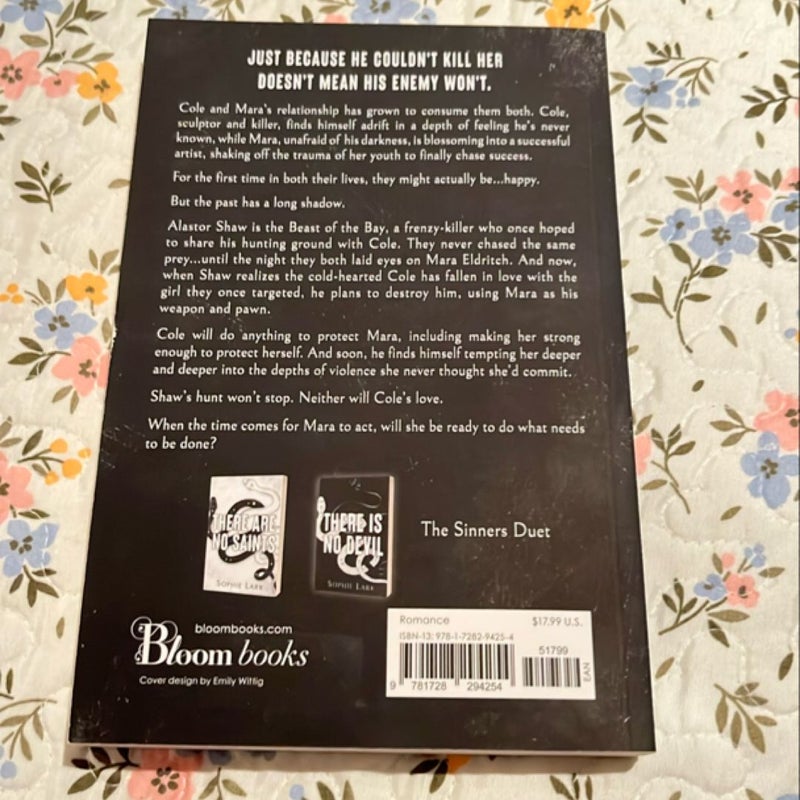 JUST BECAUSE HE COULDN'T KILL HER
DOESN'T MEAN HIS ENEMY WON'T.
Cole and Mara's relationship has grown to consume them both. Cole,
sculptor and killer, finds himself adrift in a depth of feeling he's never
known, while Mara, unafraid of his darkness, is blossoming into a successful
artist, shaking off the trauma of her youth to finally chase success.
For the first time in both their lives, they might actually be...happy.
But the past has a long shadow.
Alastor Shaw is the Beast of the Bay, a frenzy-killer who once hoped
to share his hunting ground with Cole. They never chased the same
prey...until the night they both laid eyes on Mara Eldritch. And now,
when Shaw realizes the cold-hearted Cole has fallen in love with the
girl they once targeted, he plans to destroy him, using Mara as his
weapon and pawn.
Cole will do anything to protect Mara, including making her strong
enough to protect herself. And soon, he finds himself tempting her deeper
and deeper into the depths of violence she never thought she'd commit.
Shaw's hunt won't stop. Neither will Cole's love.
When the time comes for Mara to act, will she be ready to do what needs
to be done?
THERE ARE
NO SAINTS
SOPHIE LARK
THERE IS
NO DEVIL
SOPHIE LARK
The Sinners Duet
bloombooks.com
Bloom books
Cover design by Emily Wittig
Romance $17.99 U.S.
ISBN-13: 978-1-7282-9425-4
51799
EAN
9 781728 294254